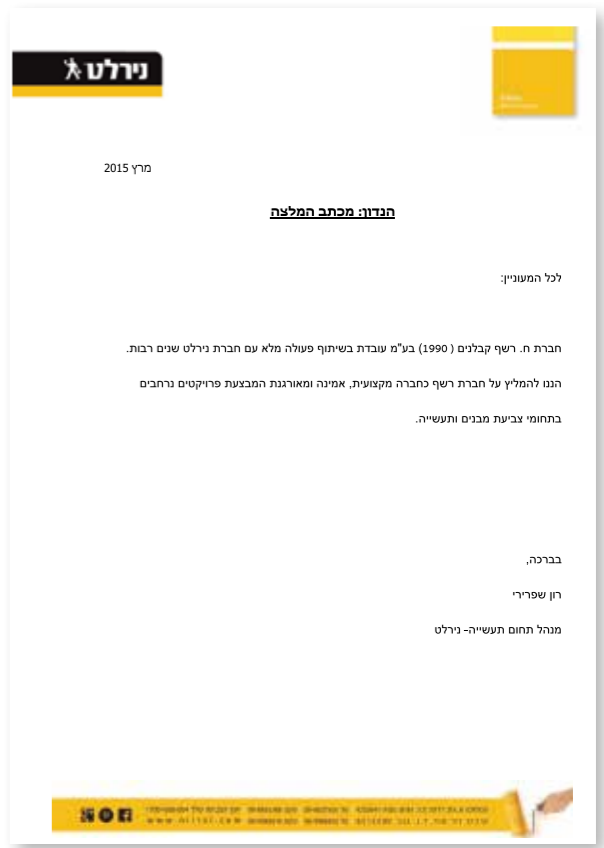 נירלט
מרץ 2015
הנדון: מכתב המלצה
לכל המעוניין:
חברת ח. רשף קבלנים ( 1990) בע"מ עובדת בשיתוף פעולה מלא עם חברת נירלט שנים רבות.
הננו להמליץ על חברת רשף כחברה מקצועית, אמינה ומאורגנת המבצעת פרויקטים נרחבים
בתחומי צביעת מבנים ותעשייה.
בברכה,
רון שפרירי
מנהל תחום תעשייה- נירלט